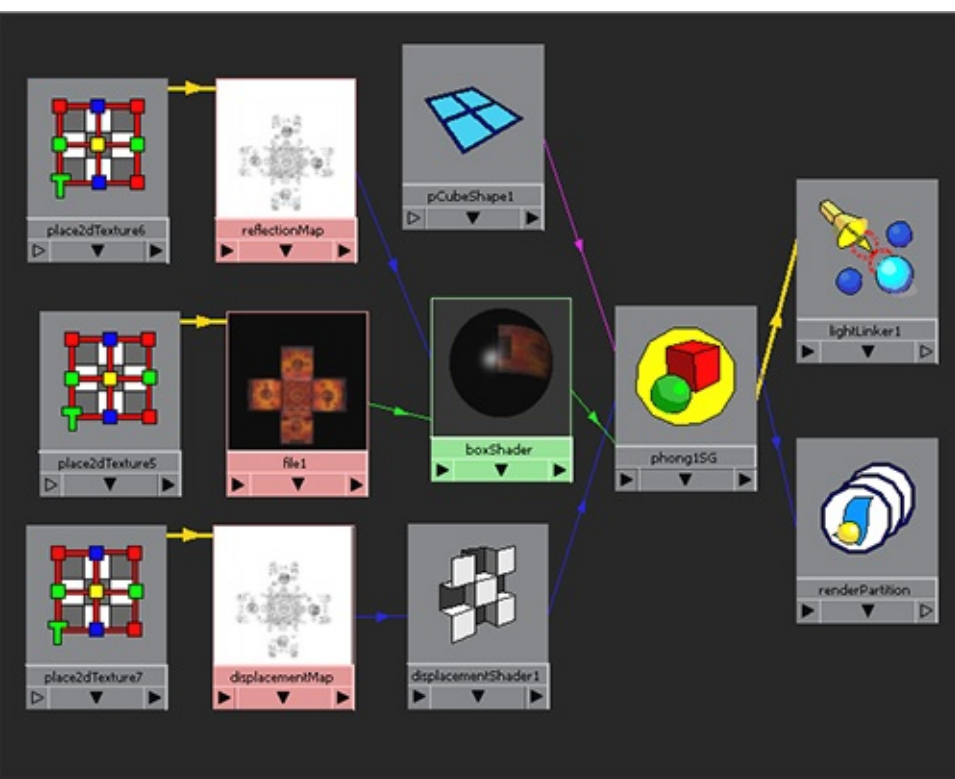 place2dTexture6
reflectionMap
pCubeShape1
lightLinker1
place2dTexture5
file1
boxShader
phong1SG
renderPartition
place2dTexture7
displacementMap
displacementShader1